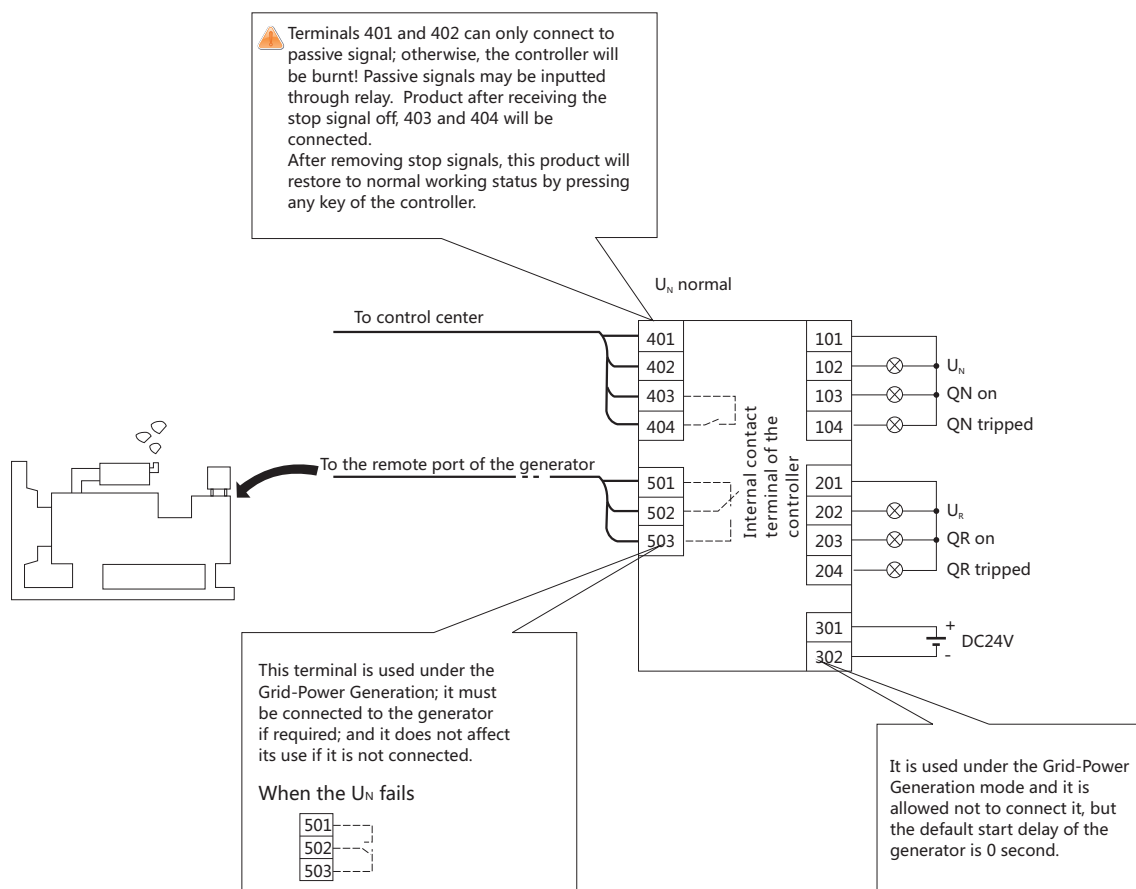 Terminals 401 and 402 can only connect to
passive signal; otherwise, the controller will
be burnt! Passive signals may be inputted
through relay.  Product after receiving the
stop signal off, 403 and 404 will be
connected.
After removing stop signals, this product will
restore to normal working status by pressing
any key of the controller.
UN normal
To control center
401
402
403
404
To the remote port of the generator
501
502
503
Internal contact
terminal of the
controller
101
102
103
104
UN
QN on
QN tripped
201
202
203
204
UR
QR on
QR tripped
301
302
+
-
DC24V
This terminal is used under the
Grid-Power Generation; it must
be connected to the generator
if required; and it does not affect
its use if it is not connected.
When the UN fails
501
502
503
It is used under the Grid-Power
Generation mode and it is
allowed not to connect it, but
the default start delay of the
generator is 0 second.